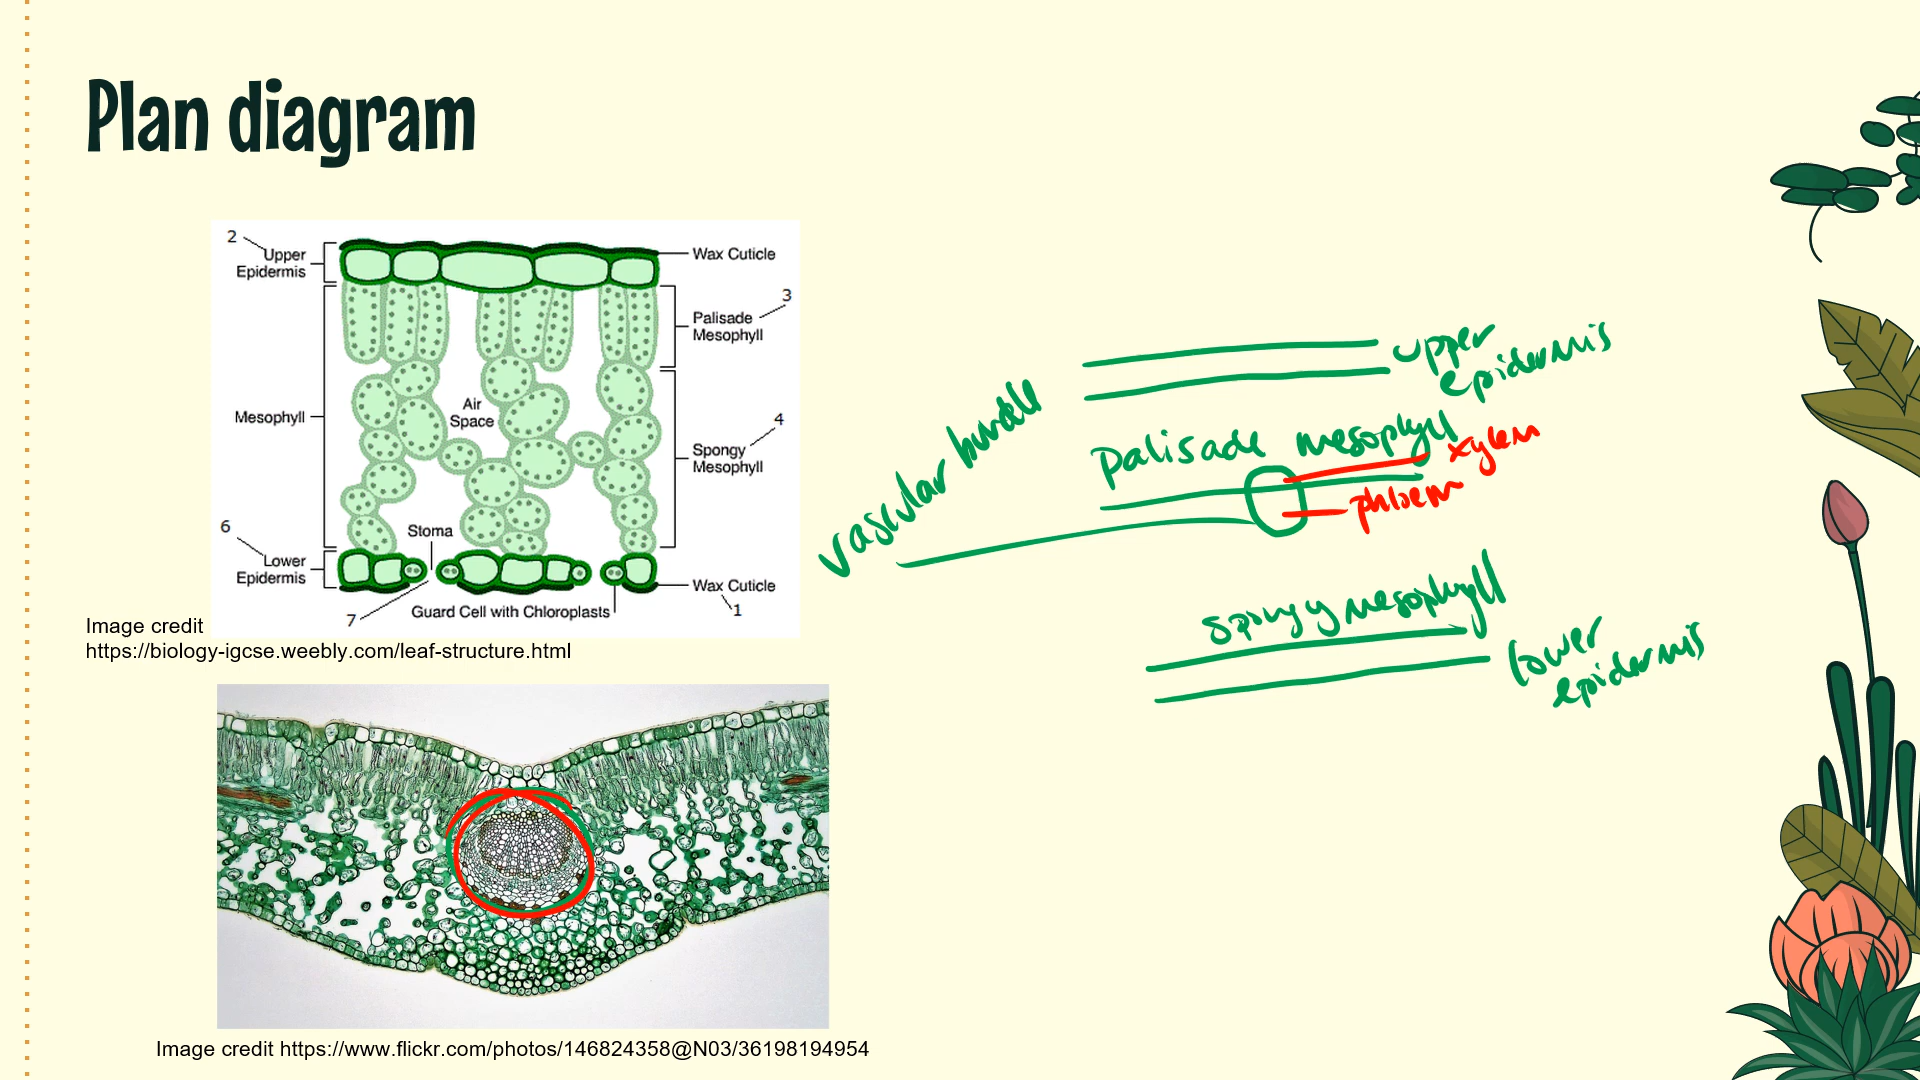 Plan diagram
2
Upper
Epidermis
Wax Cuticle
3
Palisade
Mesophyll
Mesophyll
Air
Space
4
Spongy
Mesophyll
6
Stoma
Lower
Epidermis
Wax Cuticle
7
Guard Cell with Chloroplasts
1
Image credit
https://biology-igcse.weebly.com/leaf-structure.html
upper
epidermis
vascular bundle
Palisade mesophyll
xylem
phloem
spongy mesophyll
lower
epidermis
Image credit https://www.flickr.com/photos/146824358@N03/36198194954